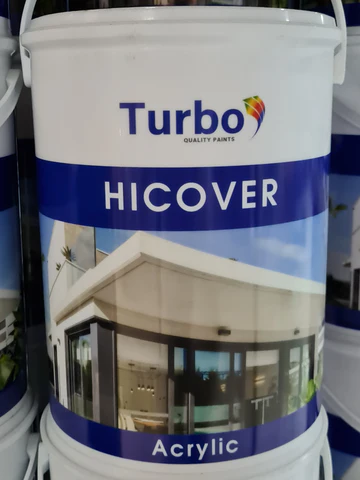 Turbo
QUALITY PAINTS
HICOVER
Acrylic